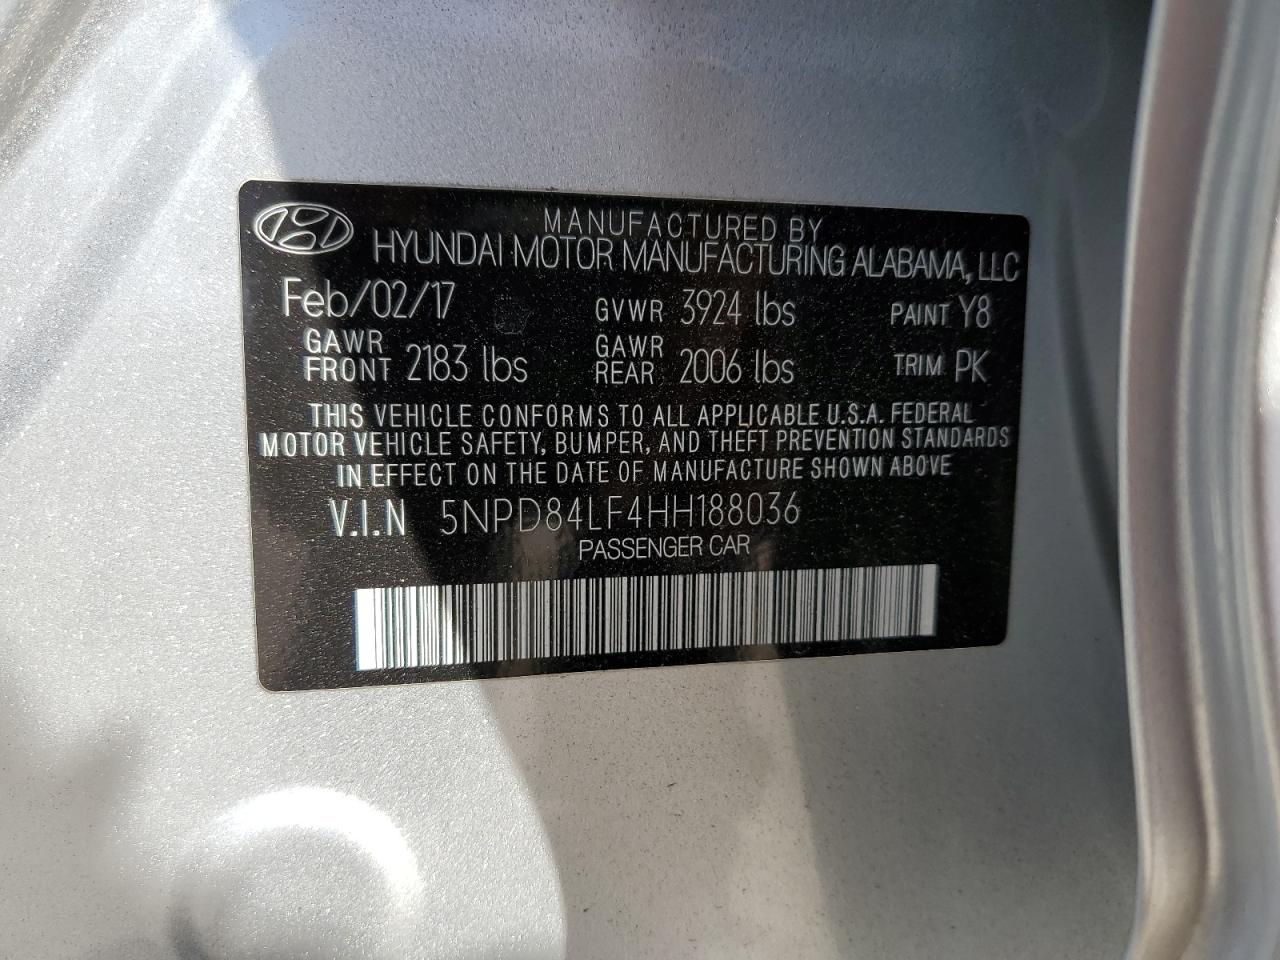 MANUFACTURED BY
HYUNDAI MOTOR MANUFACTURING ALABAMA, LLC
Feb/02/17 GVWR 3924 lbs PAINT Y8
GAWR FRONT 2183 lbs GAWR REAR 2006 lbs TRIM PK
THIS VEHICLE CONFORMS TO ALL APPLICABLE U.S.A. FEDERAL
MOTOR VEHICLE SAFETY, BUMPER, AND THEFT PREVENTION STANDARDS
IN EFFECT ON THE DATE OF MANUFACTURE SHOWN ABOVE
V.I.N 5NPD84LF4HH188036
PASSENGER CAR